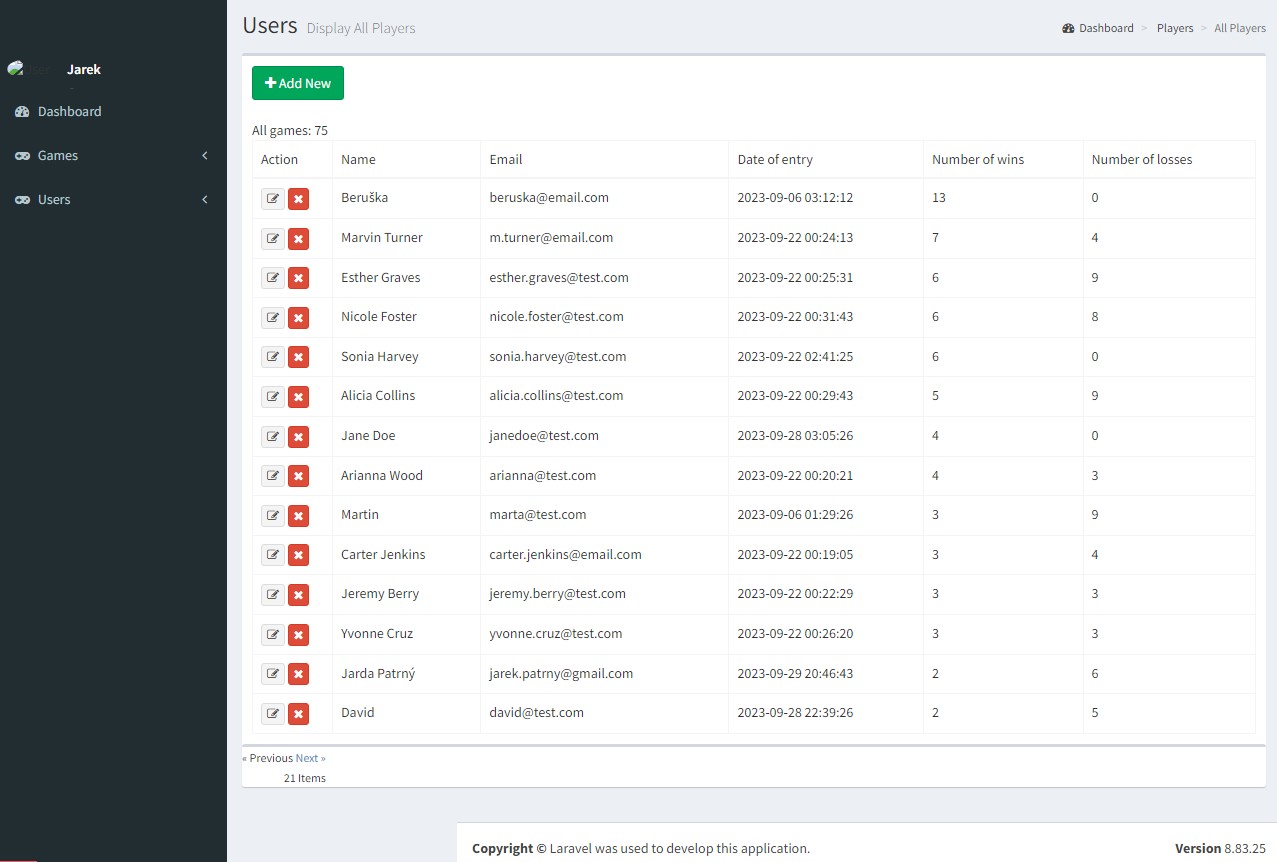 Users Display All Players
Dashboard > Players > All Players
Jarek
Dashboard
Games
Users
Add New
All games: 75
Action Name Email Date of entry Number of wins Number of losses
Beruška beruska@email.com 2023-09-06 03:12:12 13 0
Marvin Turner m.turner@email.com 2023-09-22 00:24:13 7 4
Esther Graves esther.graves@test.com 2023-09-22 00:25:31 6 9
Nicole Foster nicole.foster@test.com 2023-09-22 00:31:43 6 8
Sonia Harvey sonia.harvey@test.com 2023-09-22 02:41:25 6 0
Alicia Collins alicia.collins@test.com 2023-09-22 00:29:43 5 9
Jane Doe janedoe@test.com 2023-09-28 03:05:26 4 0
Arianna Wood arianna@test.com 2023-09-22 00:20:21 4 3
Martin marta@test.com 2023-09-06 01:29:26 3 9
Carter Jenkins carter.jenkins@email.com 2023-09-22 00:19:05 3 4
Jeremy Berry jeremy.berry@test.com 2023-09-22 00:22:29 3 3
Yvonne Cruz yvonne.cruz@test.com 2023-09-22 00:26:20 3 3
Jarda Patrný jarek.patrny@gmail.com 2023-09-29 20:46:43 2 6
David david@test.com 2023-09-28 22:39:26 2 5
« Previous Next »
21 Items
Copyright © Laravel was used to develop this application.
Version 8.83.25